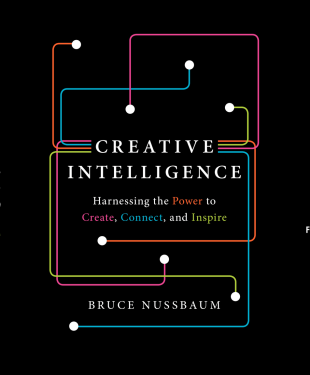 CREATIVE
INTELLIGENCE
Harnessing the Power to
Create, Connect, and Inspire
BRUCE NUSSBAUM
F